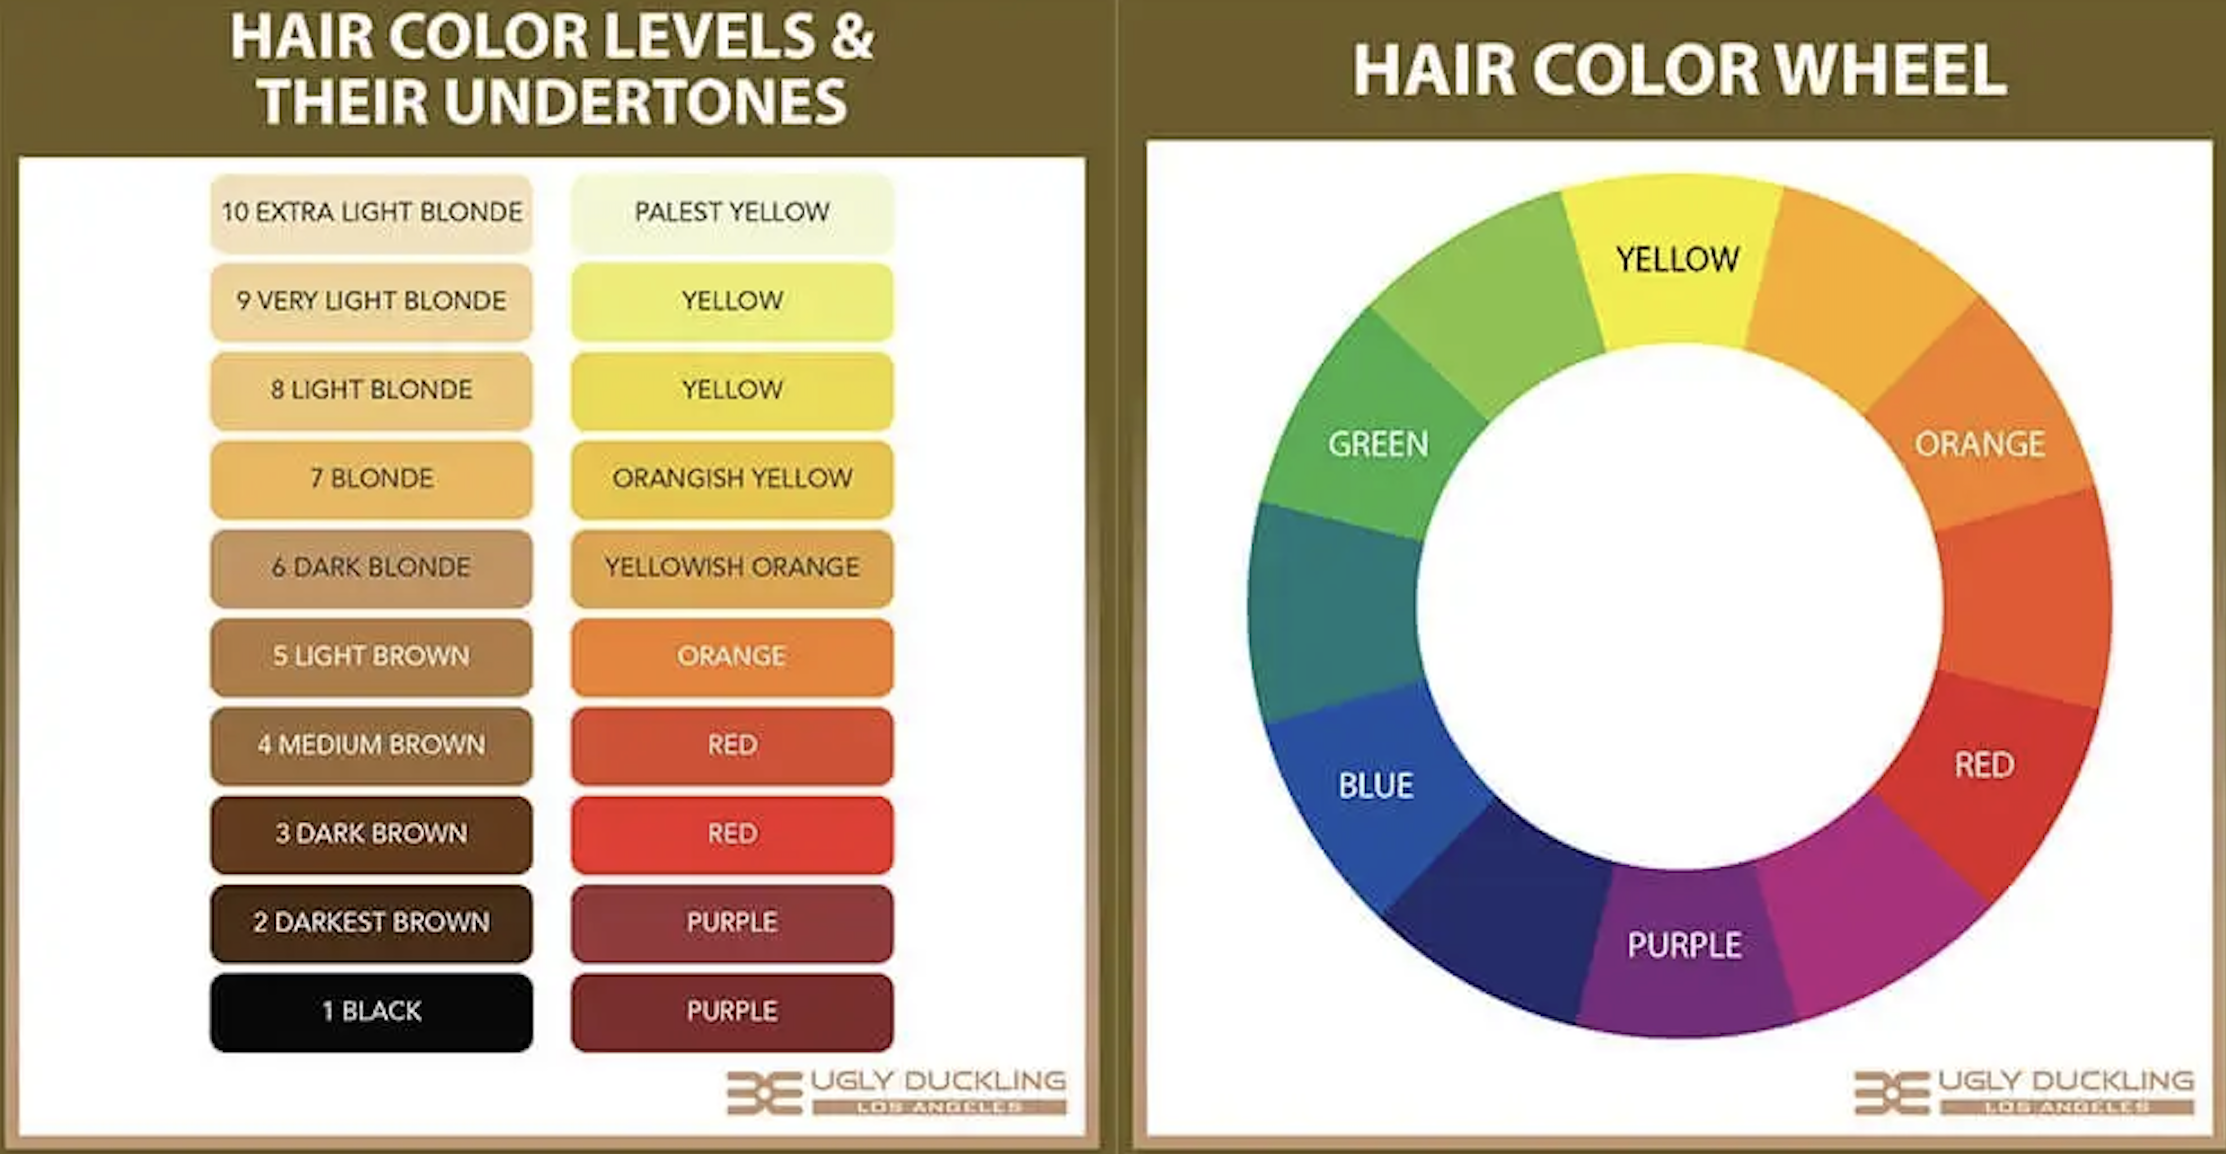 HAIR COLOR LEVELS &
THEIR UNDERTONES
10 EXTRA LIGHT BLONDE
PALEST YELLOW
9 VERY LIGHT BLONDE
YELLOW
8 LIGHT BLONDE
YELLOW
7 BLONDE
ORANGISH YELLOW
6 DARK BLONDE
YELLOWISH ORANGE
5 LIGHT BROWN
ORANGE
4 MEDIUM BROWN
RED
3 DARK BROWN
RED
2 DARKEST BROWN
PURPLE
1 BLACK
PURPLE
UGLY DUCKLING
LOS ANGELES
HAIR COLOR WHEEL
YELLOW
GREEN
ORANGE
BLUE
RED
PURPLE
UGLY DUCKLING
LOS ANGELES